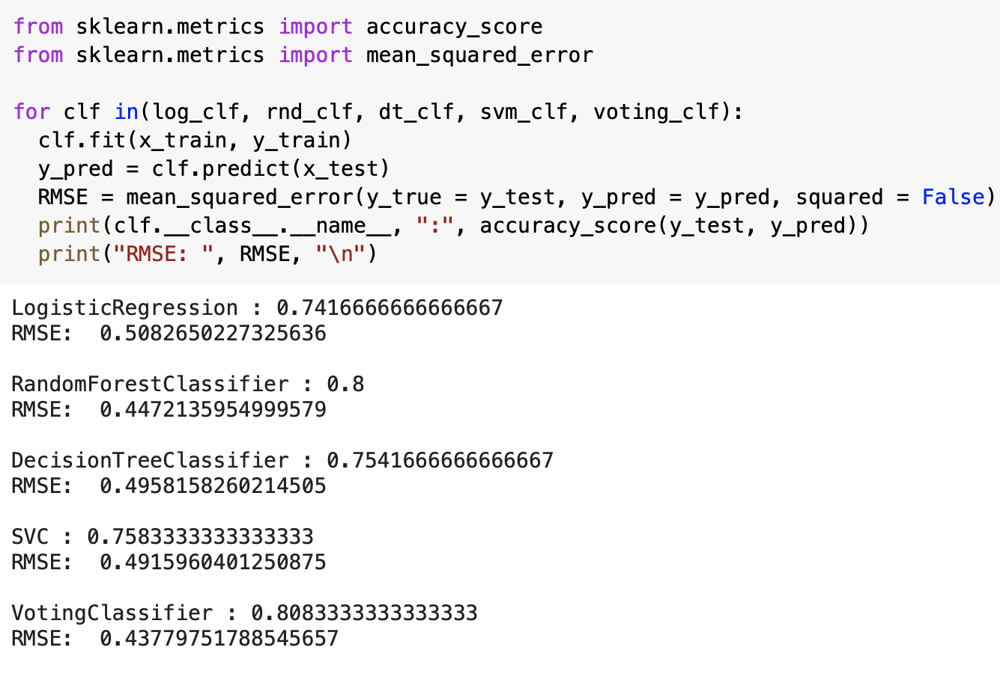 from sklearn.metrics import accuracy_score
from sklearn.metrics import mean_squared_error
for clf in(log_clf, rnd_clf, dt_clf, svm_clf, voting_clf):
  clf.fit(x_train, y_train)
  y_pred = clf.predict(x_test)
  RMSE = mean_squared_error(y_true = y_test, y_pred = y_pred, squared = False)
  print(clf.__class__.__name__, ":", accuracy_score(y_test, y_pred))
  print("RMSE: ", RMSE, "\n")
LogisticRegression : 0.7416666666666667
RMSE:  0.5082650227325636
RandomForestClassifier : 0.8
RMSE:  0.4472135954999579
DecisionTreeClassifier : 0.7541666666666667
RMSE:  0.4958158260214505
SVC : 0.7583333333333333
RMSE:  0.4915960401250875
VotingClassifier : 0.8083333333333333
RMSE:  0.43779751788545657